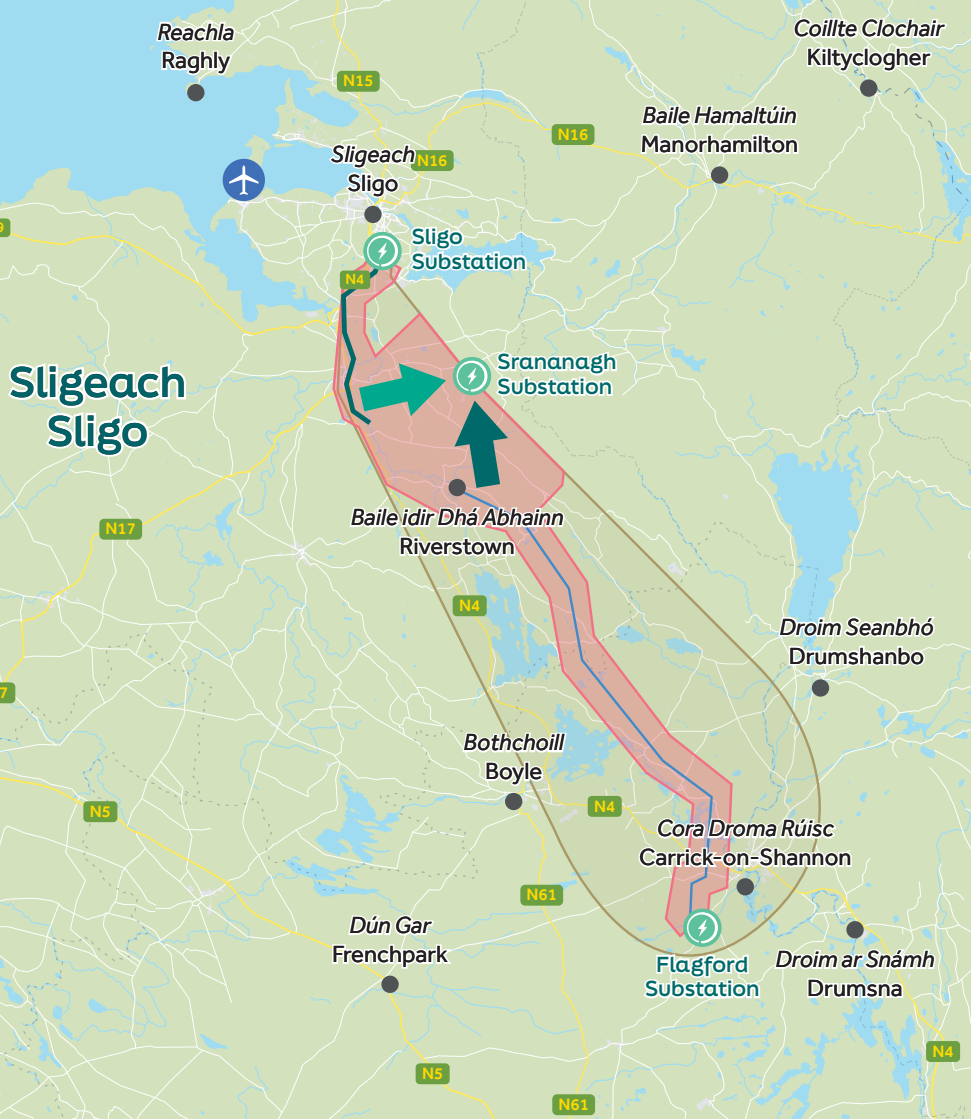 Reachla
Raghly
Coillte Clochair
Kiltyclogher
N15
Baile Hamaltúin
Manorhamilton
N16
Sligeach
N16
Sligo
9
Sligo
Substation
N4
Srananagh
Substation
Sligeach
Sligo
N17
Baile idir Dhá Abhainn
Riverstown
N4
Droim Seanbhó
Drumshanbo
7
Bothchoill
Boyle
N5
N4
Cora Droma Rúisc
Carrick-on-Shannon
N61
Dún Gar
Frenchpark
Flagford
Substation
Droim ar Snámh
Drumsna
N4
N5
N61